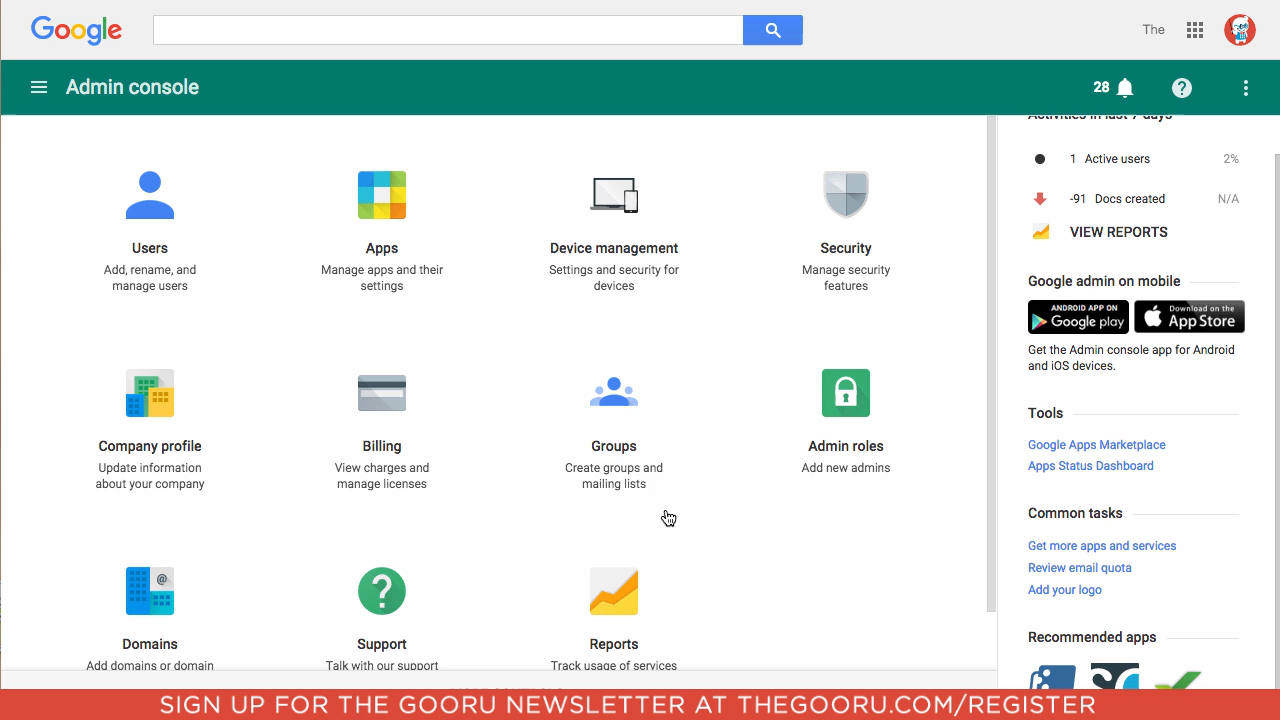 Google
The
Admin console
28
Users
Add, rename, and
manage users
Apps
Manage apps and their
settings
Device management
Settings and security for
devices
Security
Manage security
features
Company profile
Update information
about your company
Billing
View charges and
manage licenses
Groups
Create groups and
mailing lists
Admin roles
Add new admins
Domains
Add domains or domain
Support
Talk with our support
Reports
Track usage of services
Activities in last 7 days
1 Active users 2%
-91 Docs created N/A
VIEW REPORTS
Google admin on mobile
ANDROID APP ON
Google play
Download on the
App Store
Get the Admin console app for Android
and iOS devices.
Tools
Google Apps Marketplace
Apps Status Dashboard
Common tasks
Get more apps and services
Review email quota
Add your logo
Recommended apps
SIGN UP FOR THE GOORU NEWSLETTER AT THEGOORU.COM/REGISTER